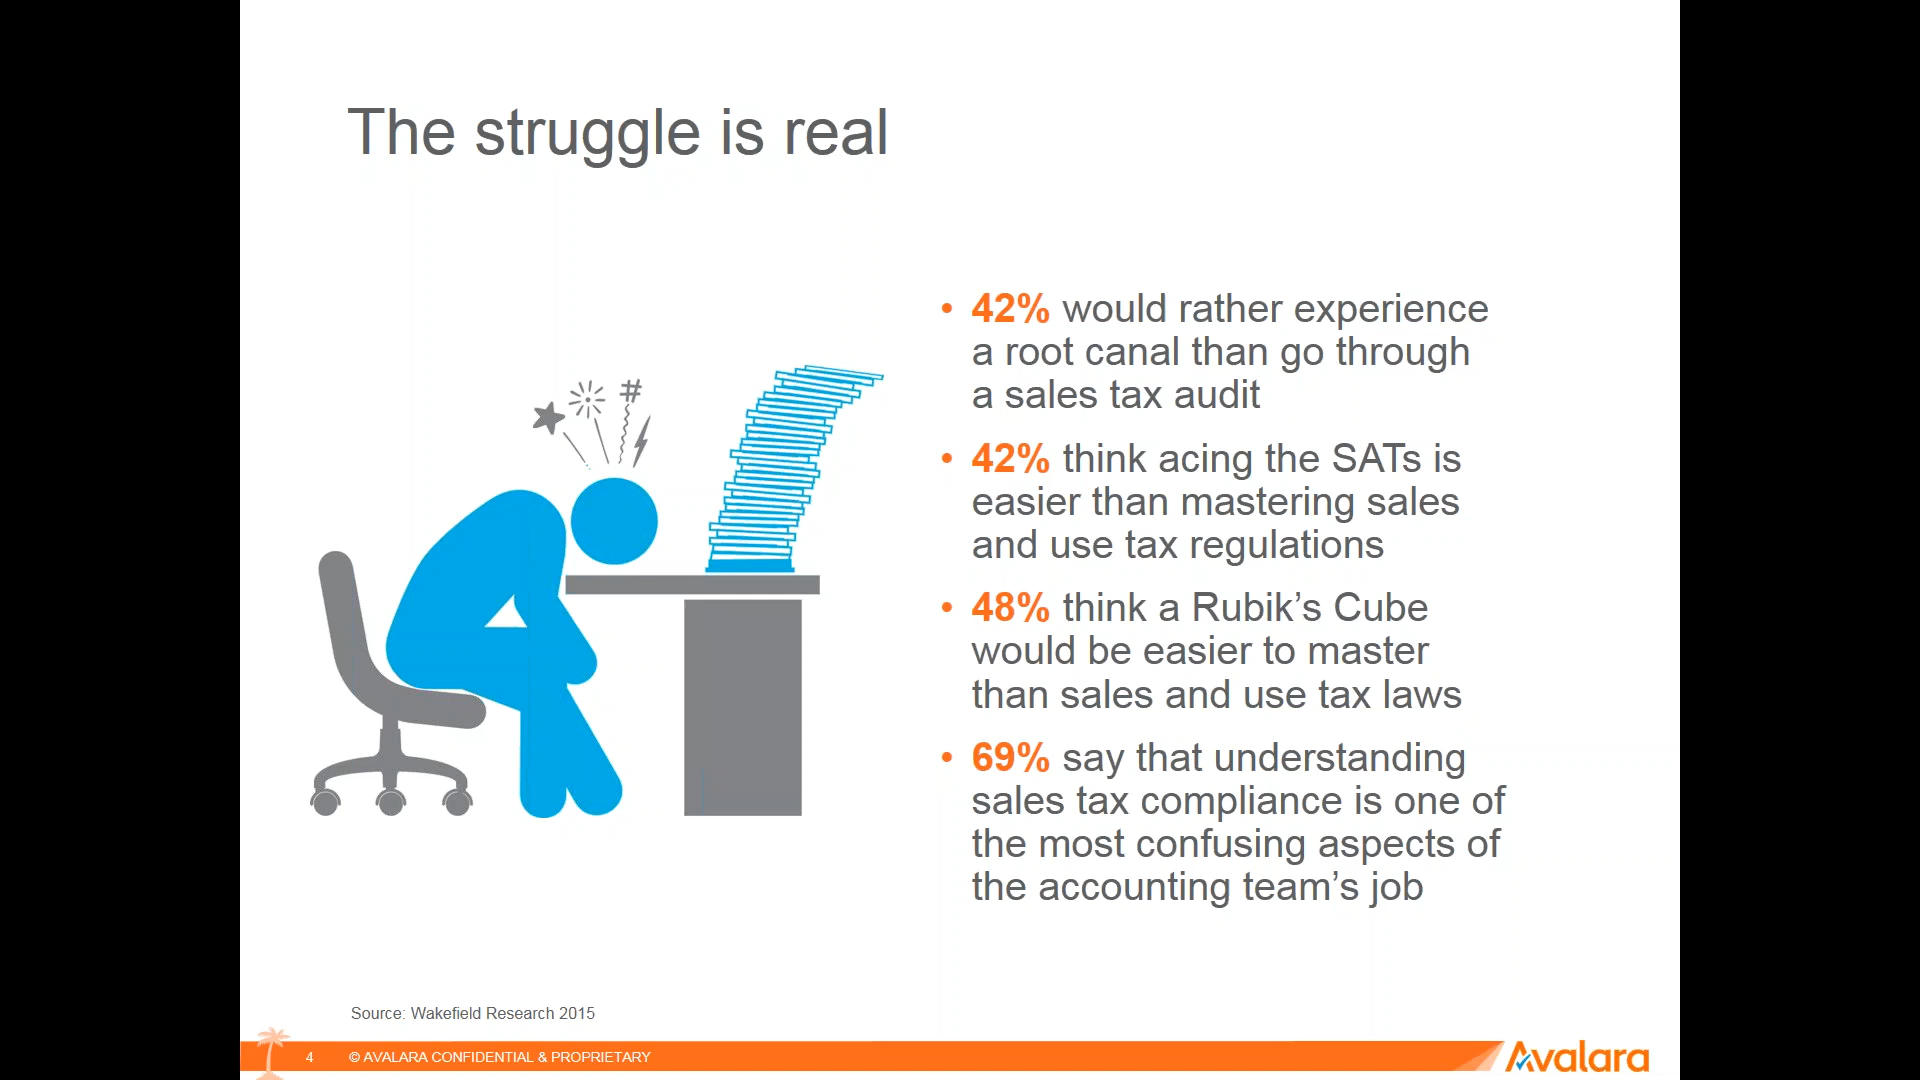 The struggle is real
• 42% would rather experience
a root canal than go through
a sales tax audit
• 42% think acing the SATs is
easier than mastering sales
and use tax regulations
• 48% think a Rubik’s Cube
would be easier to master
than sales and use tax laws
• 69% say that understanding
sales tax compliance is one of
the most confusing aspects of
the accounting team’s job
#
Source: Wakefield Research 2015
4 © AVALARA CONFIDENTIAL & PROPRIETARY
Avalara